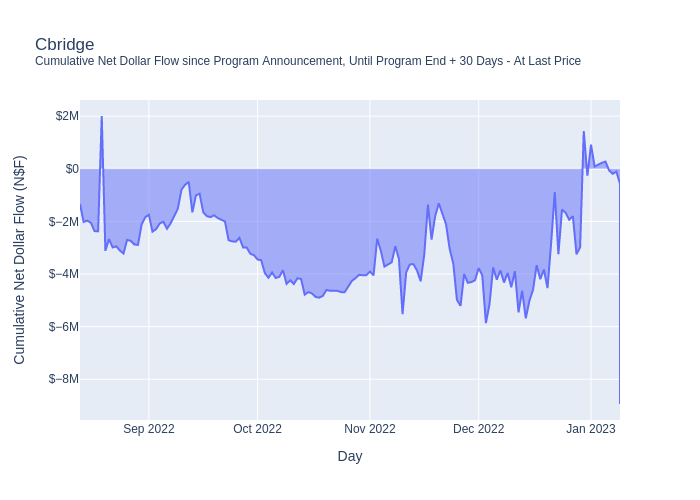 Cbridge
Cumulative Net Dollar Flow since Program Announcement, Until Program End + 30 Days - At Last Price
Cumulative Net Dollar Flow (N$F)
$2M
$0
$−2M
$−4M
$−6M
$−8M
Sep 2022
Oct 2022
Nov 2022
Dec 2022
Jan 2023
Day